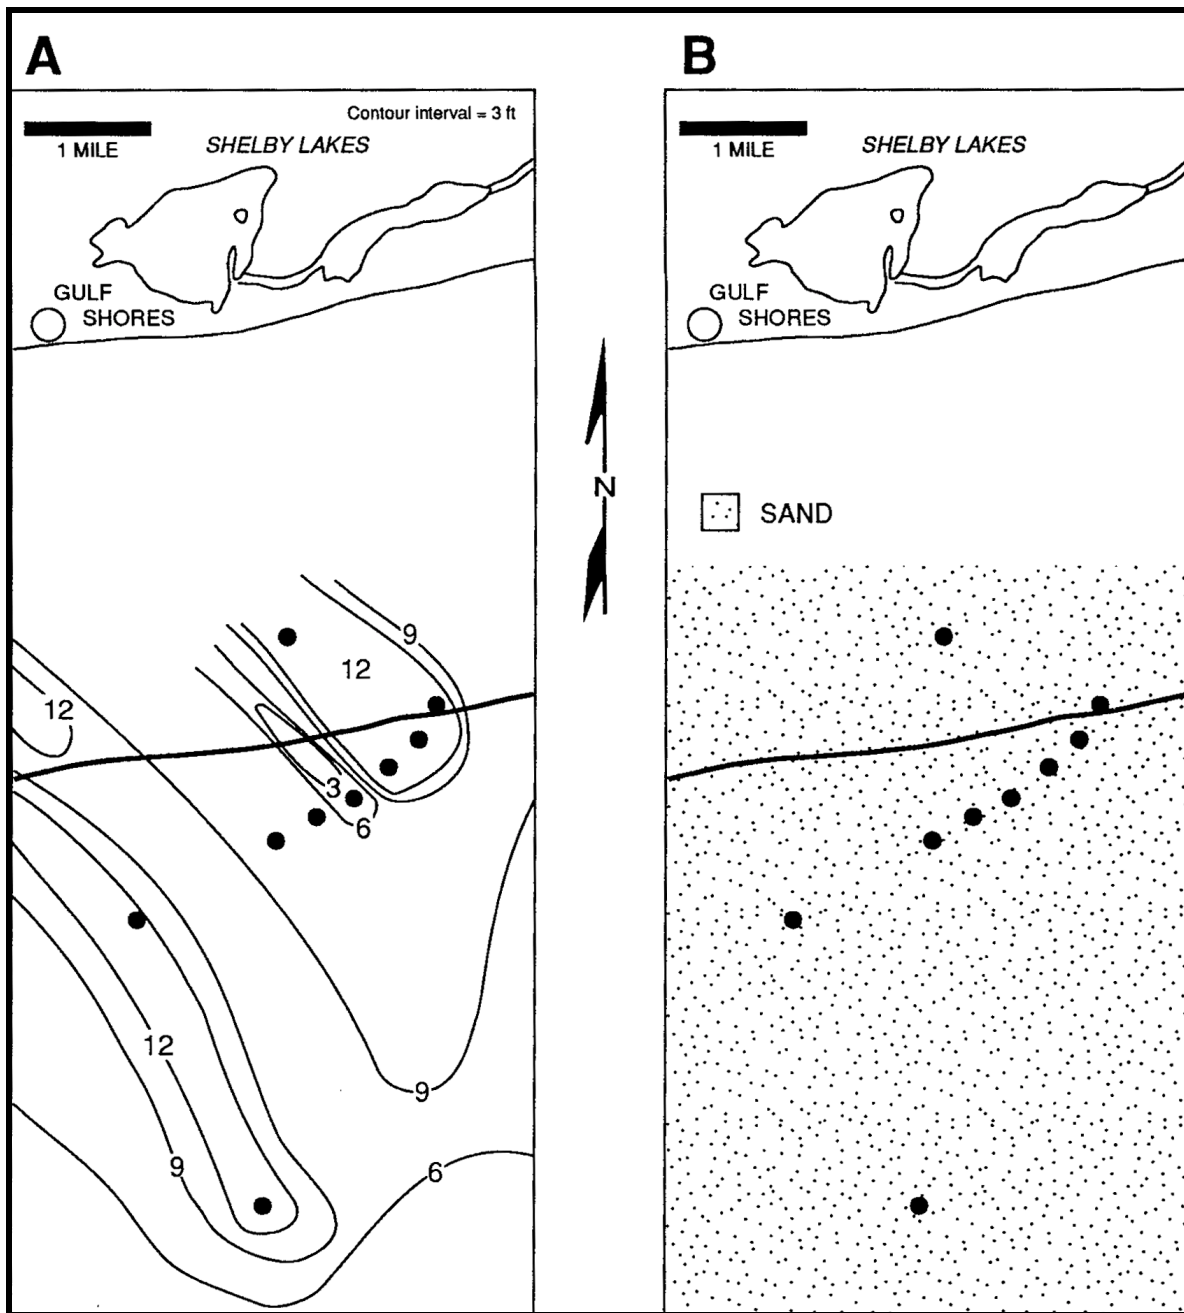 A
Contour interval = 3 ft
1 MILE
SHELBY LAKES
GULF
SHORES
9
12
12
3
6
12
9
9
6
N
B
1 MILE
SHELBY LAKES
GULF
SHORES
SAND